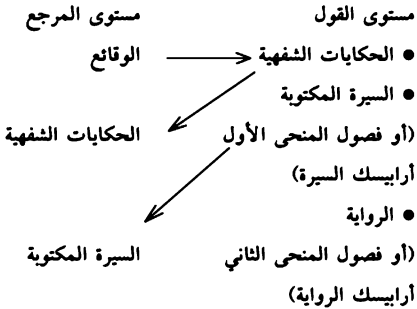 مستوى القول مستوى المرجع
● الحكايات الشفهية الوقائع
● السيرة المكتوبة
(أو فصول المنحى الأول الحكايات الشفهية
أرابيسك السيرة)
● الرواية
(أو فصول المنحى الثاني السيرة المكتوبة
أرابيسك الرواية)